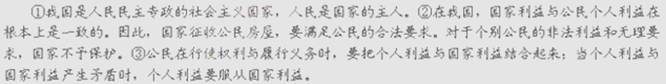 ①我国是人民民主专政的社会主义国家，人民是国家的主人。②在我国，国家利益与公民个人利益在
根本上是一致的。因此，国家征收公民房屋，要满足公民的合法要求。对于个别公民的非法利益和无理要
求，国家不予保护。③公民在行使权利与履行义务时，要把个人利益与国家利益结合起来；当个人利益与
国家利益产生矛盾时，个人利益要服从国家利益。